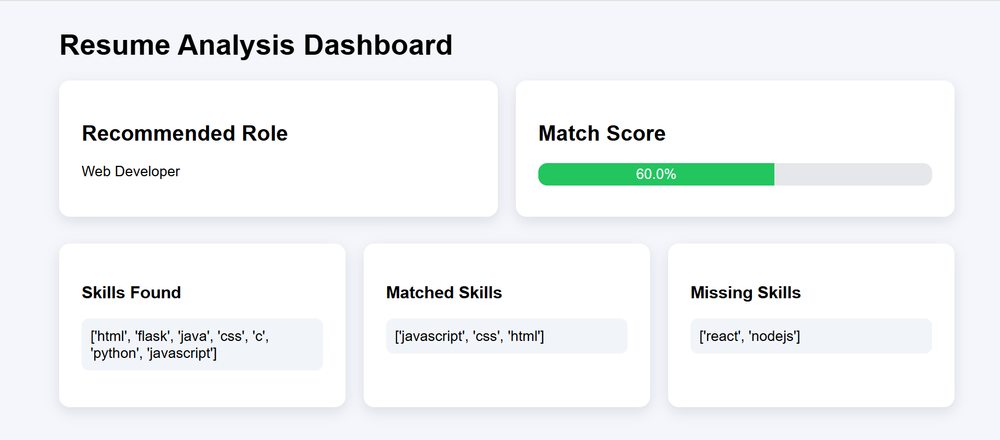 Resume Analysis Dashboard
Recommended Role
Web Developer
Match Score
60.0%
Skills Found
['html', 'flask', 'java', 'css', 'c',
'python', 'javascript']
Matched Skills
['javascript', 'css', 'html']
Missing Skills
['react', 'nodejs']